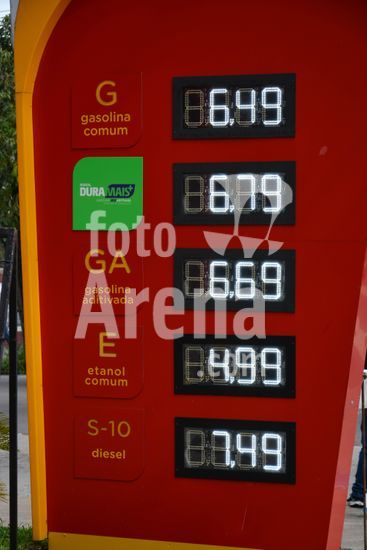 G
gasolina
comum
6,49
DURAMAIS+
6,79
foto
Arena
.com
GA
gasolina
aditivada
6,69
E
etanol
comum
4,99
S-10
diesel
7,49